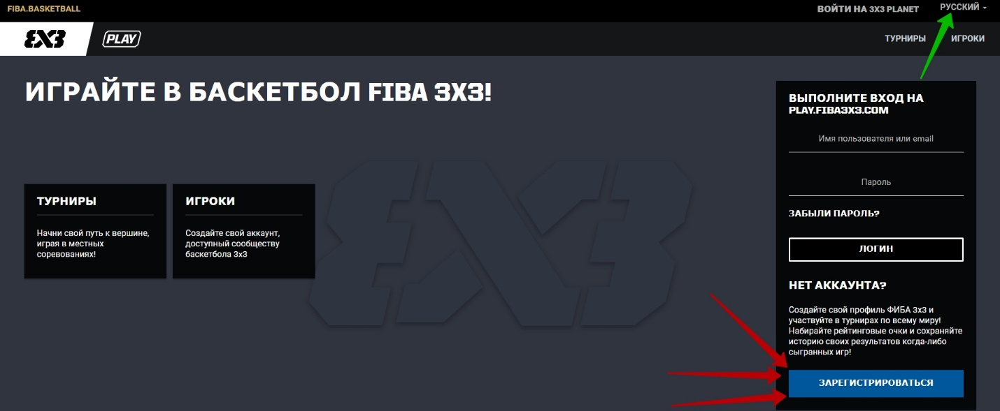 FIBA.BASKETBALL
ВОЙТИ НА 3X3 PLANET
РУССКИЙ
3X3
PLAY
ТУРНИРЫ
ИГРОКИ
ИГРАЙТЕ В БАСКЕТБОЛ FIBA 3X3!
3X3
ТУРНИРЫ
Начни свой путь к вершине,
играя в местных
соревованиях!
ИГРОКИ
Создайте свой аккаунт,
доступный сообществу
баскетбола 3x3
ВЫПОЛНИТЕ ВХОД НА
PLAY.FIBA3X3.COM
Имя пользователя или email
Пароль
ЗАБЫЛИ ПАРОЛЬ?
ЛОГИН
НЕТ АККАУНТА?
Создайте свой профиль ФИБА 3x3 и
участвуйте в турнирах по всему миру!
Набирайте рейтинговые очки и сохраняйте
историю своих результатов когда-либо
сыгранных игр!
ЗАРЕГИСТРИРОВАТЬСЯ